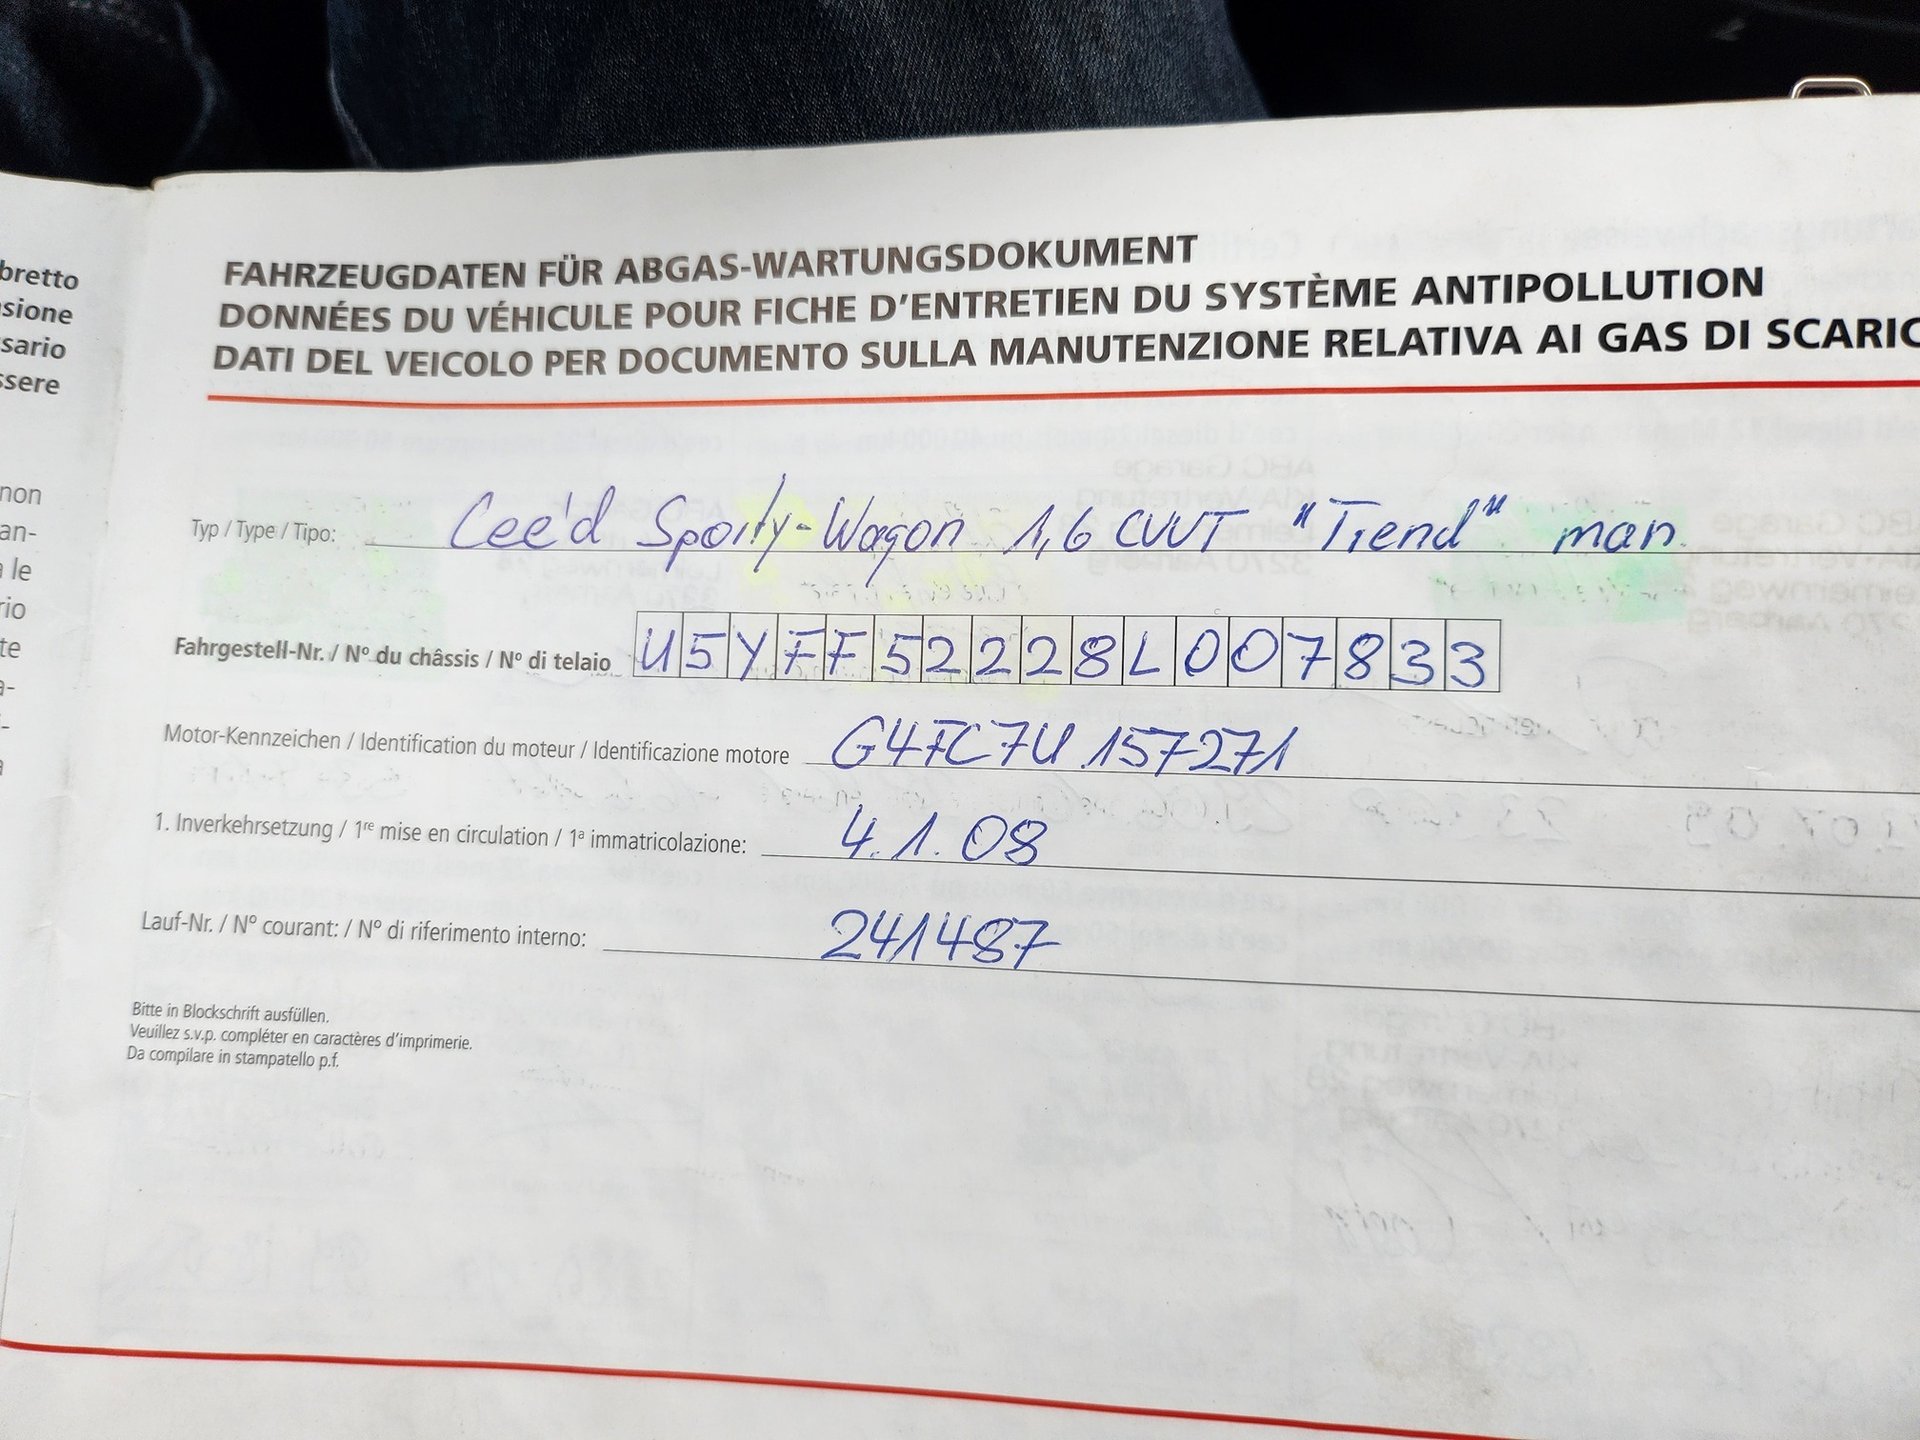 bretto
sione
sario
ssere
non
an-
le
rio
te
a-
FAHRZEUGDATEN FÜR ABGAS-WARTUNGSDOKUMENT
DONNÉES DU VÉHICULE POUR FICHE D'ENTRETIEN DU SYSTÈME ANTIPOLLUTION
DATI DEL VEICOLO PER DOCUMENTO SULLA MANUTENZIONE RELATIVA AI GAS DI SCARIC
Typ / Type / Tipo: Cee'd Sporty-Wagon 1,6 CVVT "Trend" man.
Fahrgestell-Nr. / N° du châssis / N° di telaio U5YFF52228L007833
Motor-Kennzeichen / Identification du moteur / Identificazione motore G4FC7U 157271
1. Inverkehrsetzung / 1re mise en circulation / 1a immatricolazione: 4.1.08
Lauf-Nr. / N° courant: / N° di riferimento interno: 241487
Bitte in Blockschrift ausfüllen.
Veuillez s.v.p. compléter en caractères d'imprimerie.
Da compilare in stampatello p.f.